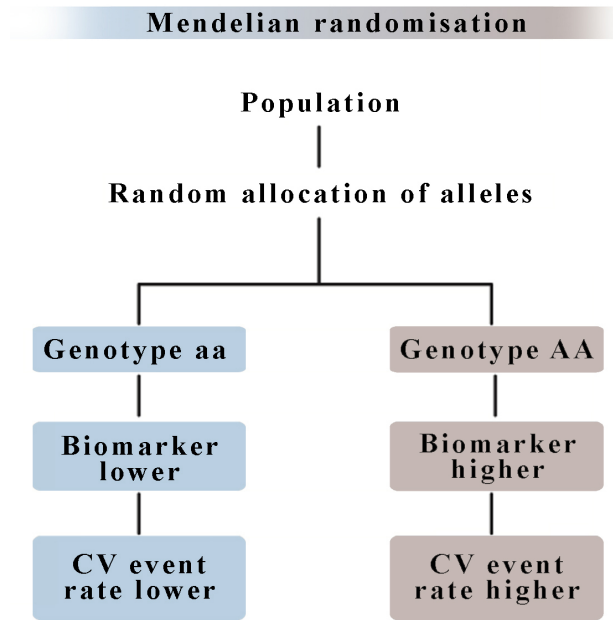 Mendelian randomisation
Population
Random allocation of alleles
Genotype aa
Genotype AA
Biomarker
lower
Biomarker
higher
CV event
rate lower
CV event
rate higher